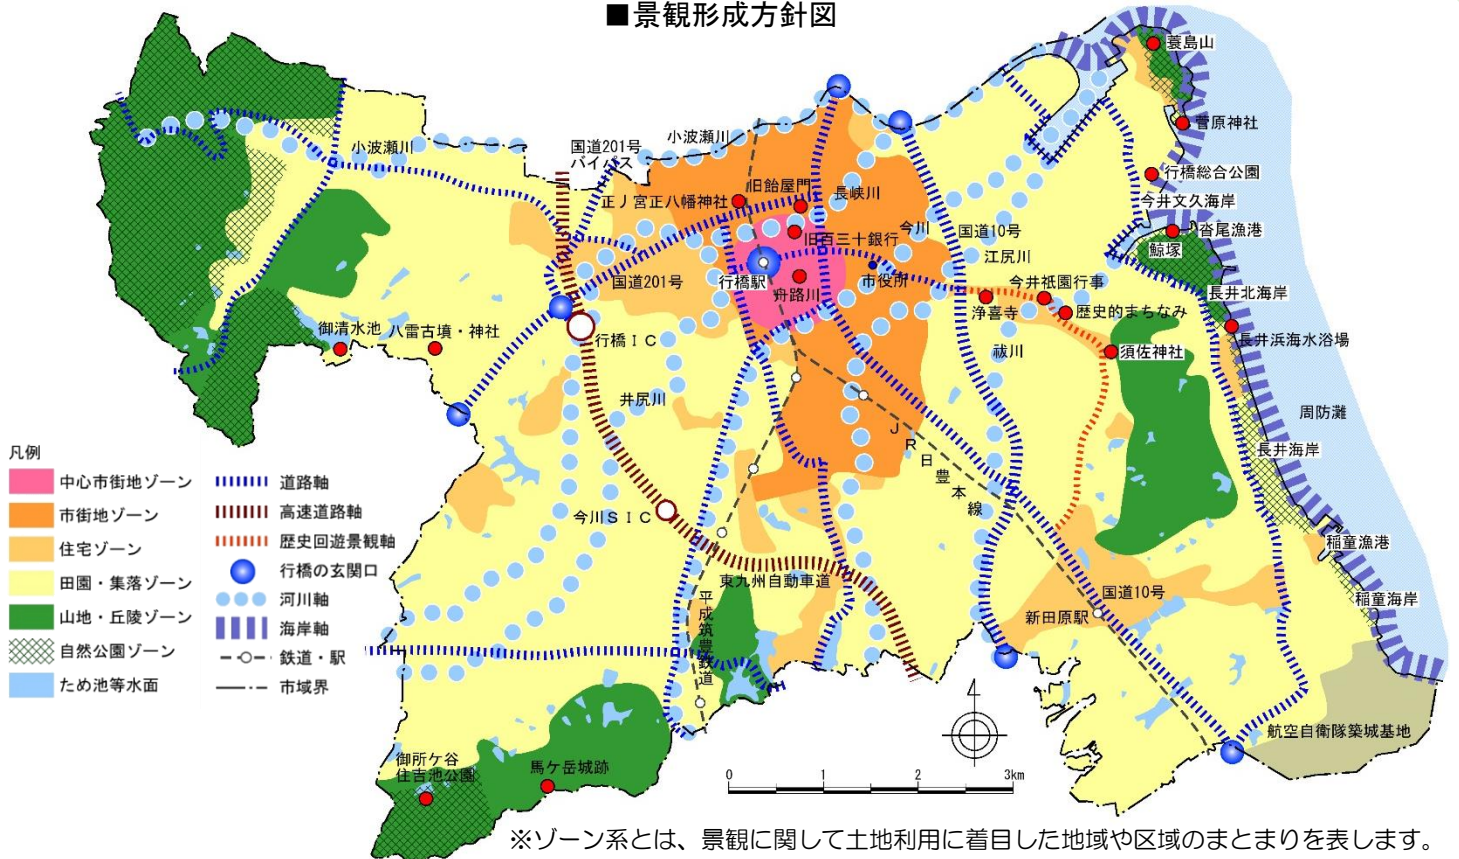 ■景観形成方針図
蓑島山
菅原神社
小波瀬川
国道201号
バイパス
小波瀬川
旧飴屋門
長峡川
行橋総合公園
正ノ宮正八幡神社
今井文久海岸
今川
国道10号
沓尾漁港
旧百三十銀行
江尻川
鯨塚
国道201号
行橋駅
舟路川
市役所
今井祇園行事
長井北海岸
浄喜寺
歴史的まちなみ
御清水池
八雷古墳・神社
行橋IC
長井浜海水浴場
祓川
須佐神社
井尻川
周防灘
JR日豊本線
長井海岸
凡例
中心市街地ゾーン
市街地ゾーン
住宅ゾーン
田園・集落ゾーン
山地・丘陵ゾーン
自然公園ゾーン
ため池等水面
道路軸
高速道路軸
歴史回遊景観軸
行橋の玄関口
河川軸
海岸軸
鉄道・駅
市域界
今川SIC
稲童漁港
東九州自動車道
平成筑豊鉄道
国道10号
新田原駅
稲童海岸
航空自衛隊築城基地
御所ケ谷
住吉池公園
馬ケ岳城跡
0 1 2 3km
※ゾーン系とは、景観に関して土地利用に着目した地域や区域のまとまりを表します。